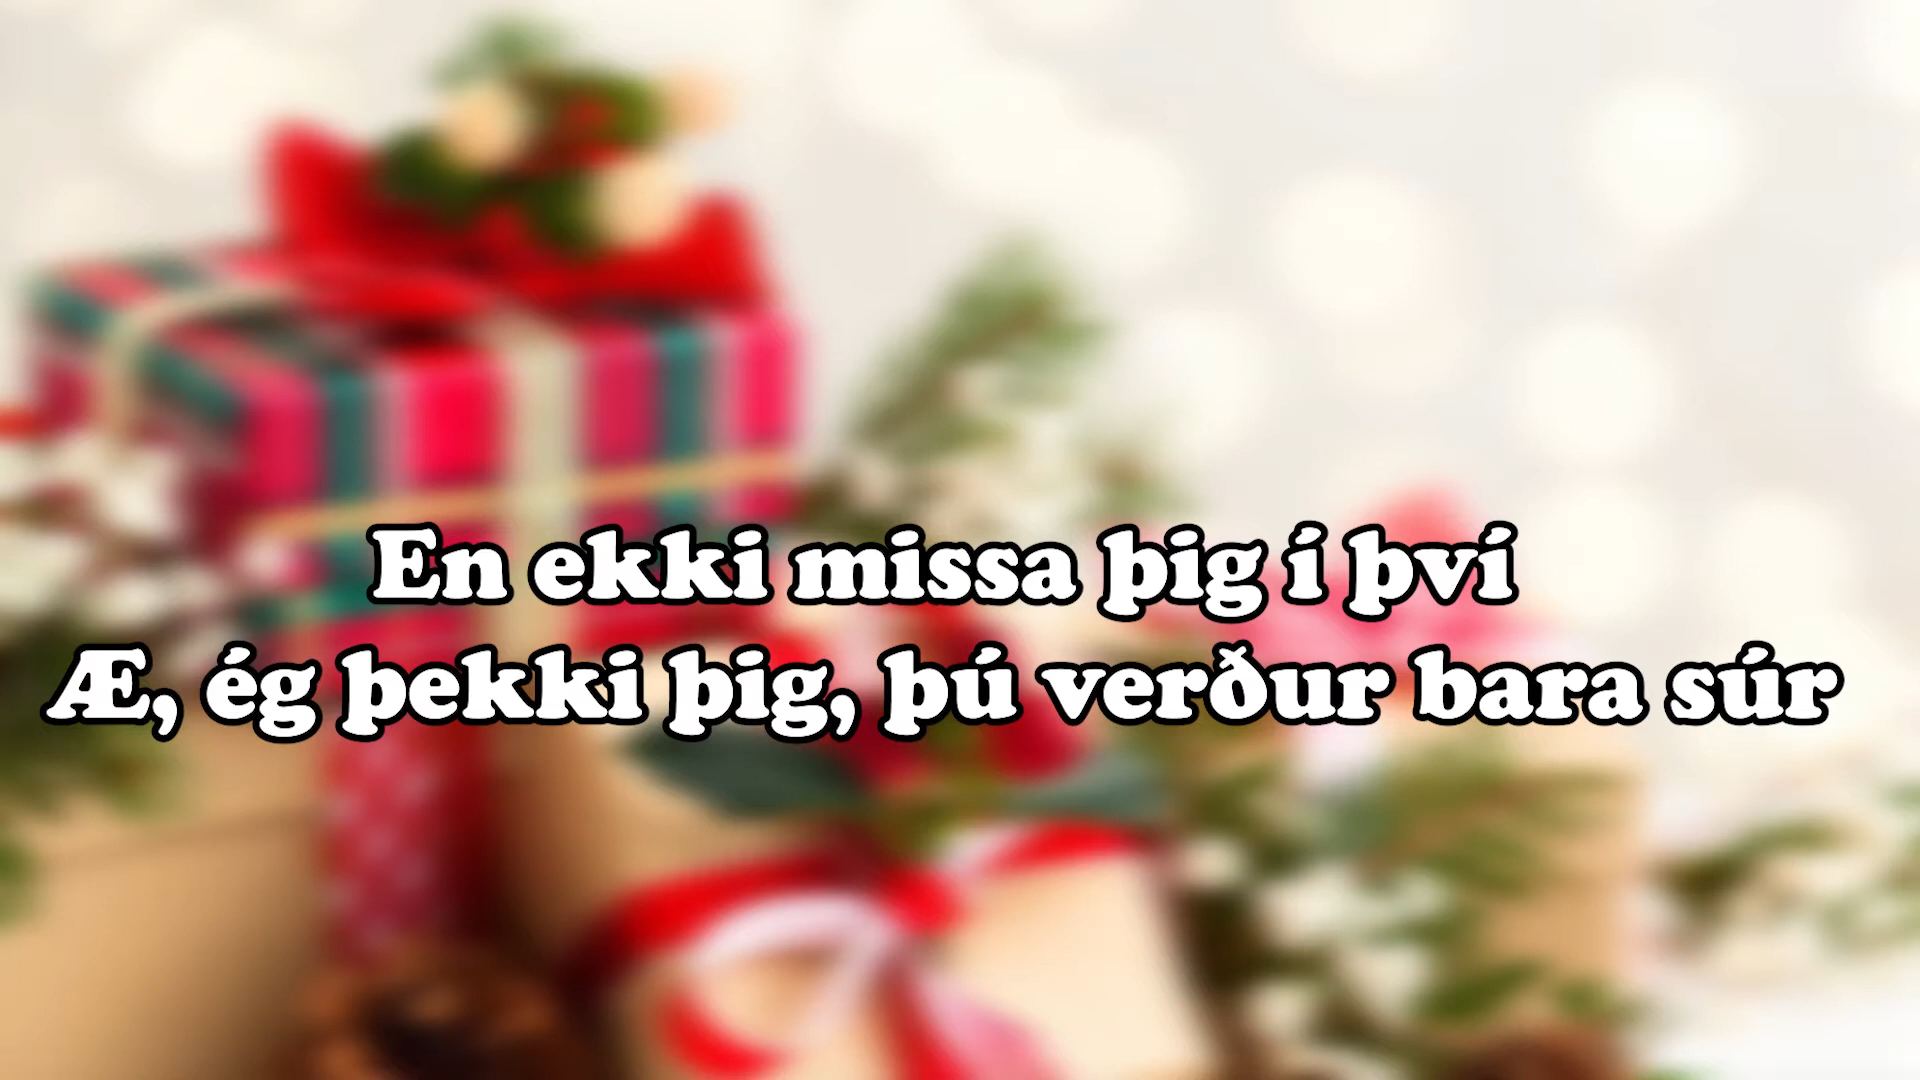 En ekki missa þig í því
Æ, ég þekki þig, þú verður bara súr